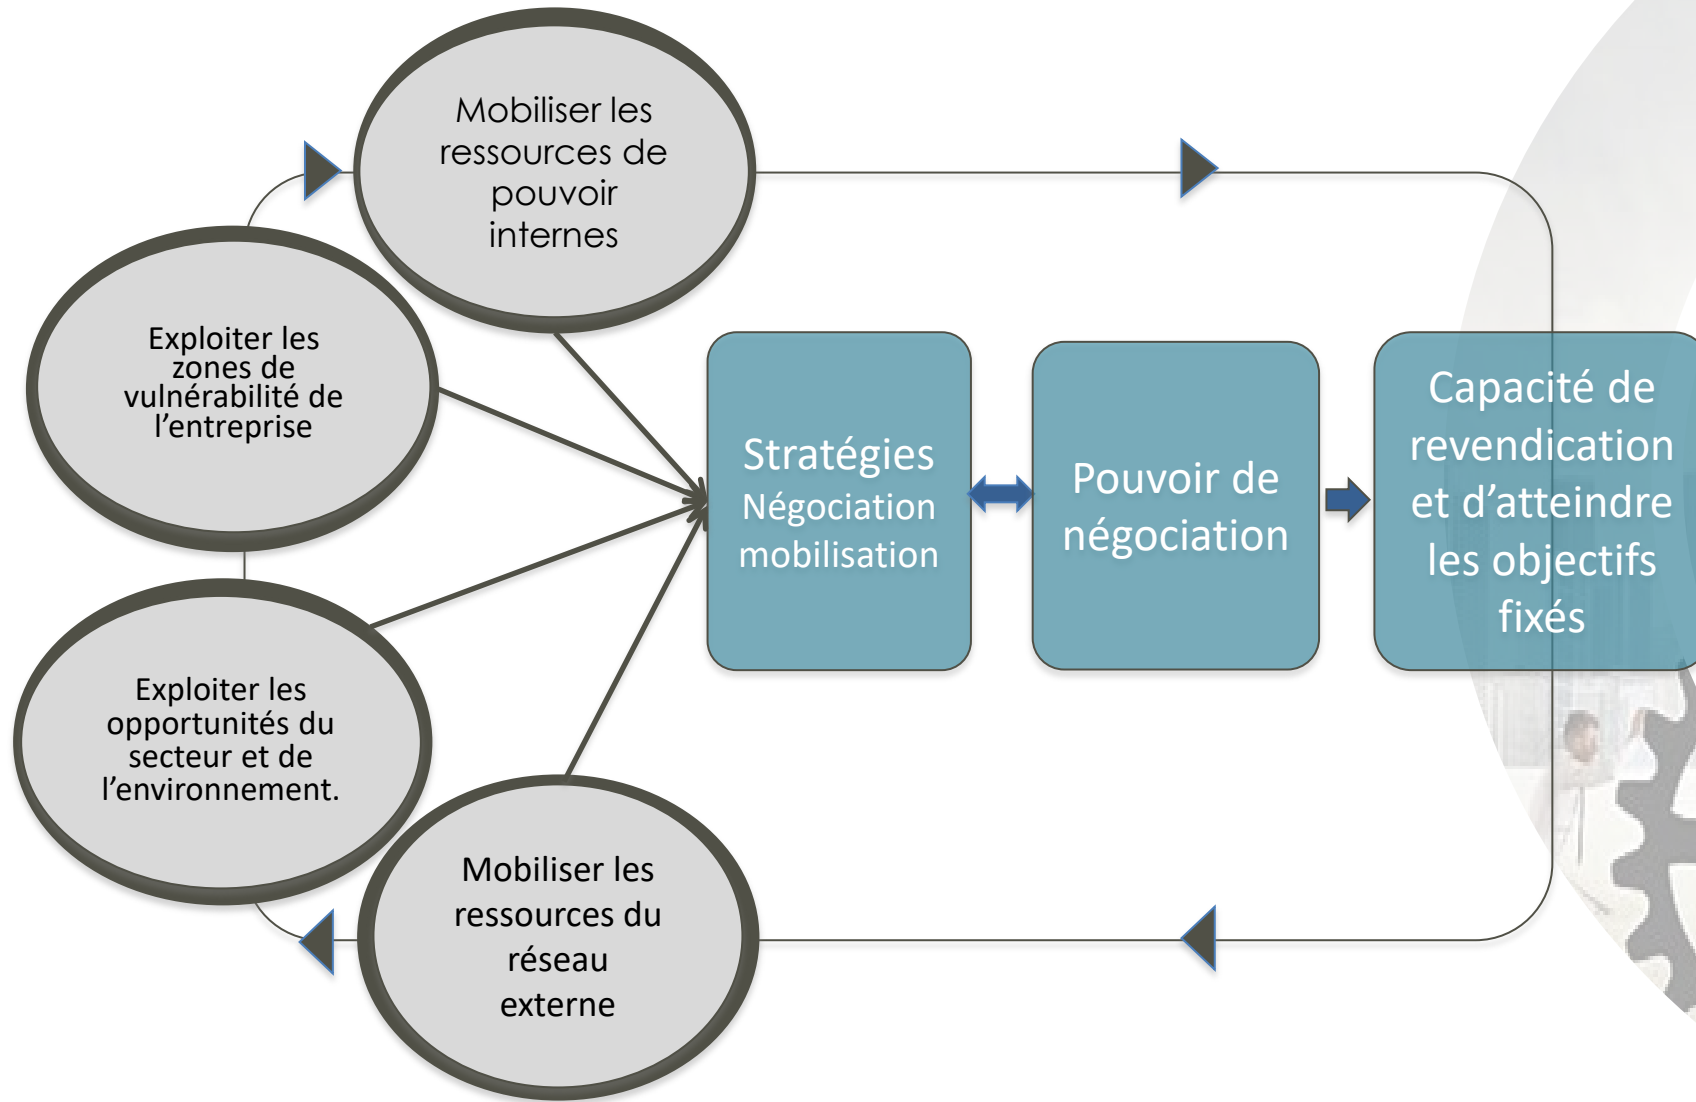 Mobiliser les
ressources de
pouvoir
internes
Exploiter les
zones de
vulnérabilité de
l’entreprise
Exploiter les
opportunités du
secteur et de
l’environnement.
Mobiliser les
ressources du
réseau
externe
Stratégies
Négociation
mobilisation
Pouvoir de
négociation
Capacité de
revendication
et d’atteindre
les objectifs
fixés